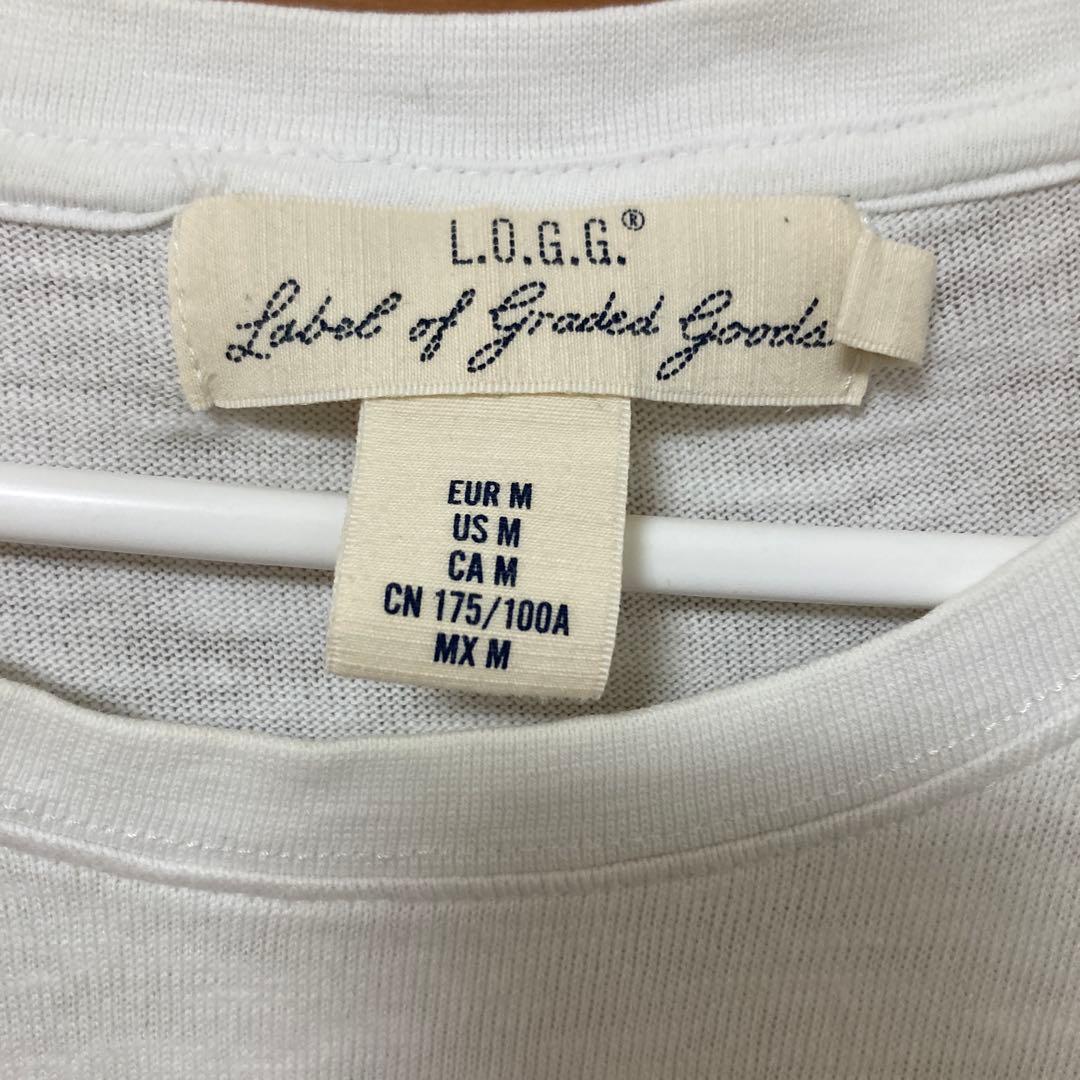 L.O.G.G.®
Label of Graded Goods
EUR M
US M
CA M
CN 175/100A
MX M